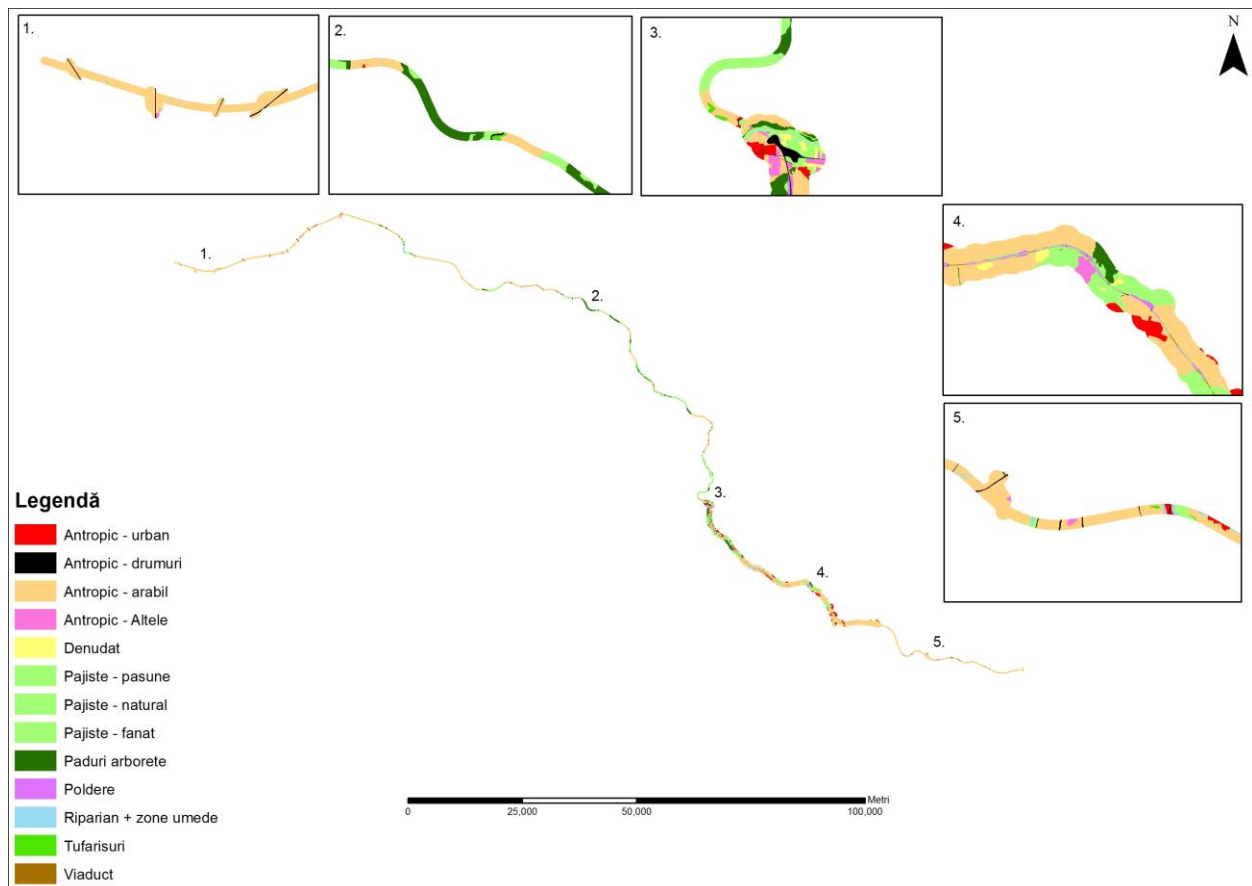 1.
2.
3.
N
4.
1.
2.
5.
3.
4.
5.
Legendă
Antropic - urban
Antropic - drumuri
Antropic - arabil
Antropic - Altele
Denudat
Pajiste - pasune
Pajiste - natural
Pajiste - fanat
Paduri arborete
Poldere
Riparian + zone umede
Tufarisuri
Viaduct
Metri
0 25,000 50,000 100,000